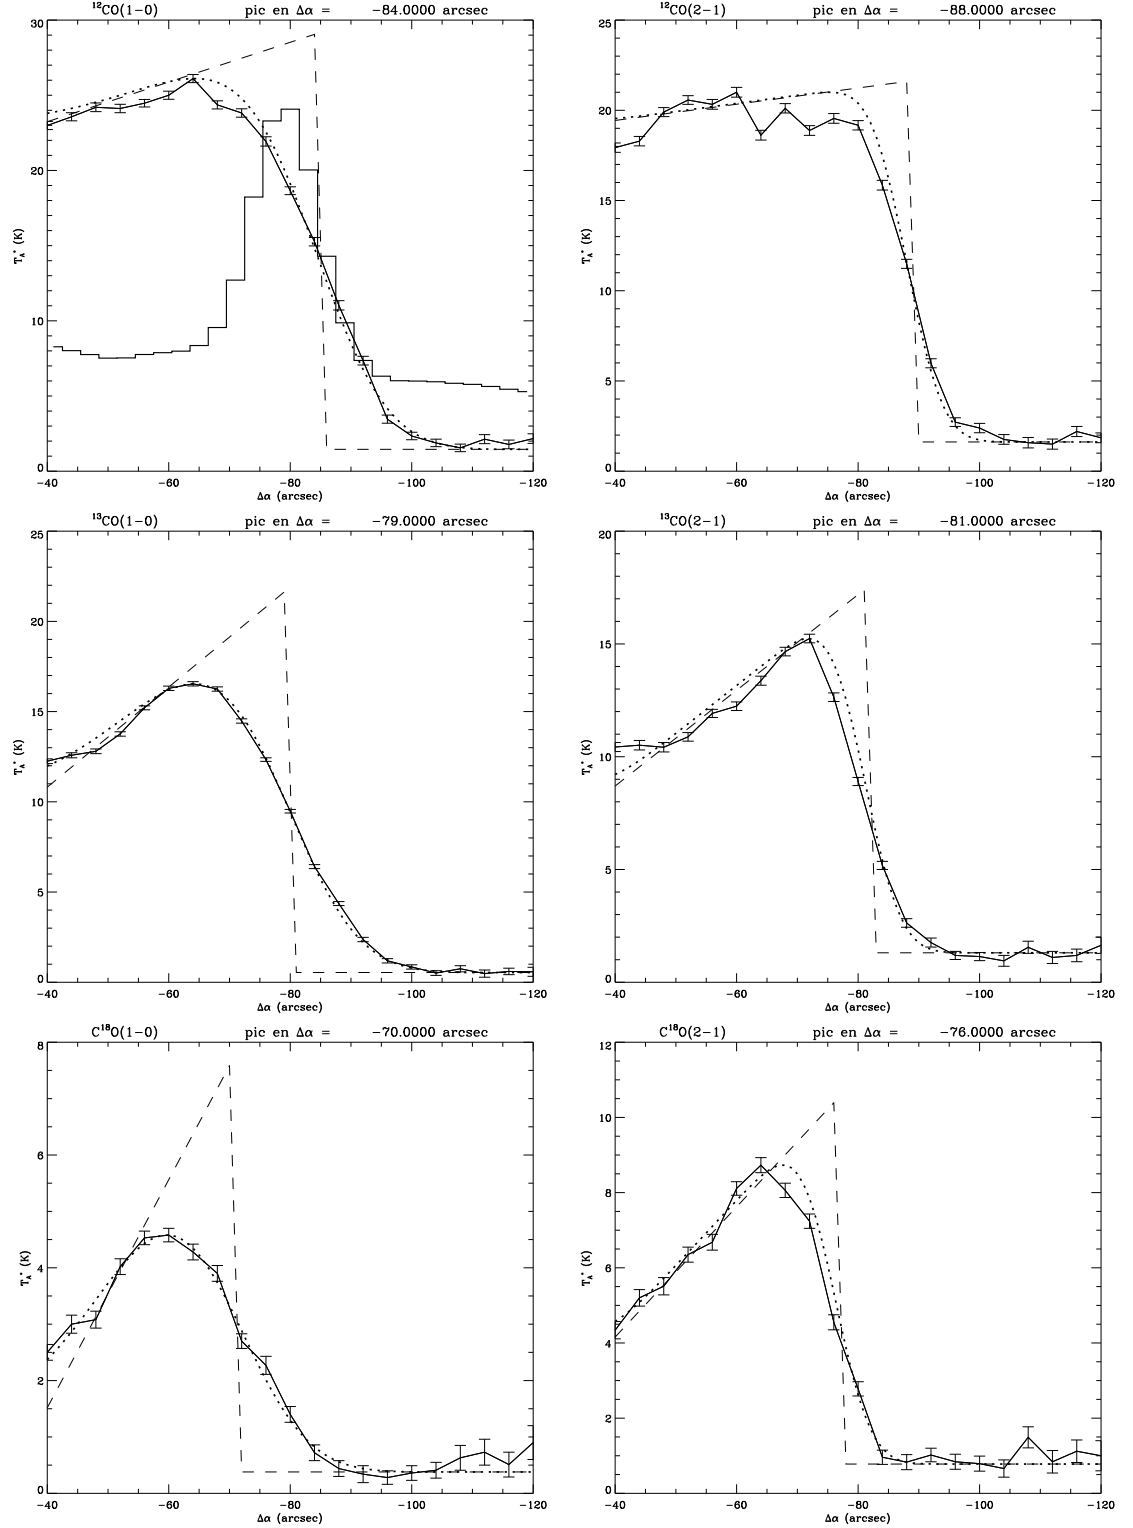 ¹²CO(1−0) pic en Δα = −84.0000 arcsec
30
20
10
0
T_A* (K)
−40 −60 −80 −100 −120
Δα (arcsec)
¹²CO(2−1) pic en Δα = −88.0000 arcsec
25
20
15
10
5
0
T_A* (K)
−40 −60 −80 −100 −120
Δα (arcsec)
¹³CO(1−0) pic en Δα = −79.0000 arcsec
25
20
15
10
5
0
T_A* (K)
−40 −60 −80 −100 −120
Δα (arcsec)
¹³CO(2−1) pic en Δα = −81.0000 arcsec
20
15
10
5
0
T_A* (K)
−40 −60 −80 −100 −120
Δα (arcsec)
C¹⁸O(1−0) pic en Δα = −70.0000 arcsec
8
6
4
2
0
T_A* (K)
−40 −60 −80 −100 −120
Δα (arcsec)
C¹⁸O(2−1) pic en Δα = −76.0000 arcsec
12
10
8
6
4
2
0
T_A* (K)
−40 −60 −80 −100 −120
Δα (arcsec)